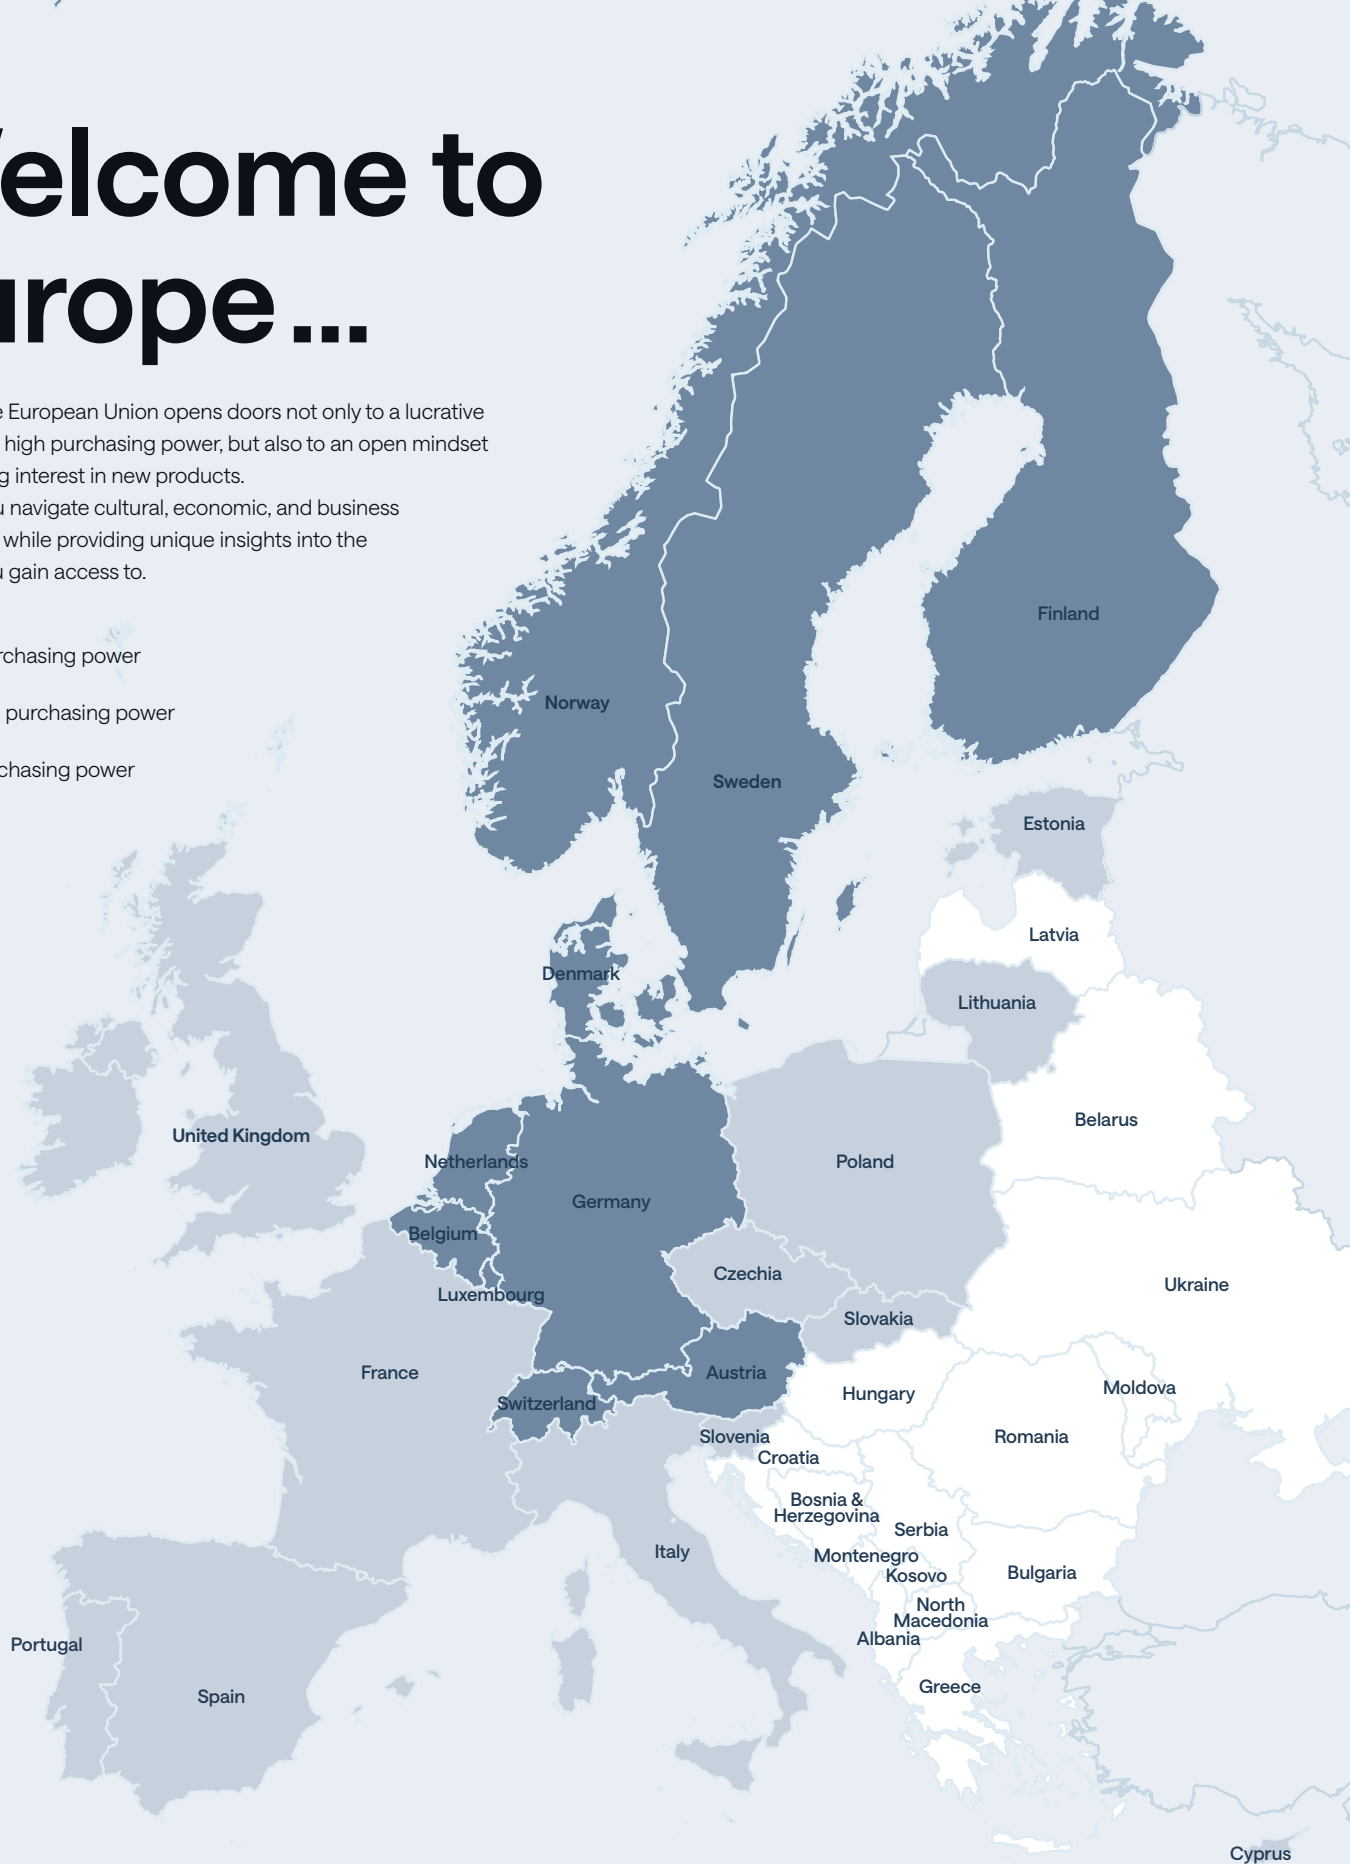 elcome to
urope ...
e European Union opens doors not only to a lucrative
high purchasing power, but also to an open mindset
g interest in new products.
u navigate cultural, economic, and business
while providing unique insights into the
u gain access to.
rchasing power
purchasing power
chasing power
Finland
Norway
Sweden
Estonia
Latvia
Denmark
Lithuania
Belarus
United Kingdom
Netherlands
Poland
Germany
Belgium
Czechia
Ukraine
Luxembourg
Slovakia
France
Austria
Moldova
Hungary
Switzerland
Slovenia
Romania
Croatia
Bosnia &
Herzegovina
Serbia
Italy
Montenegro
Bulgaria
Kosovo
North
Macedonia
Albania
Portugal
Greece
Spain
Cyprus